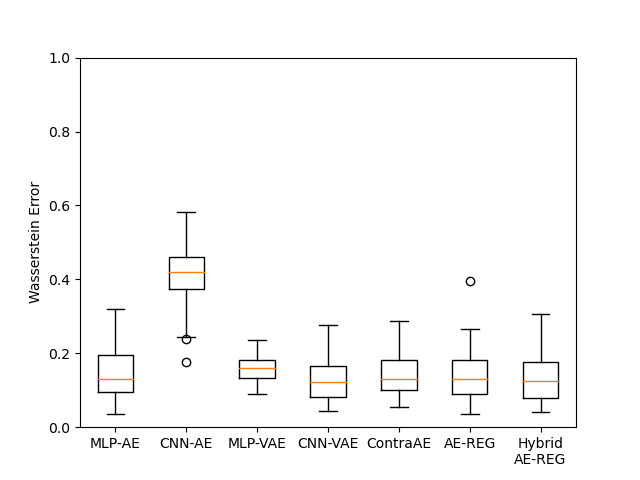 1.0
0.8
0.6
0.4
0.2
0.0
Wasserstein Error
MLP-AE
CNN-AE
MLP-VAE
CNN-VAE
ContraAE
AE-REG
Hybrid
AE-REG